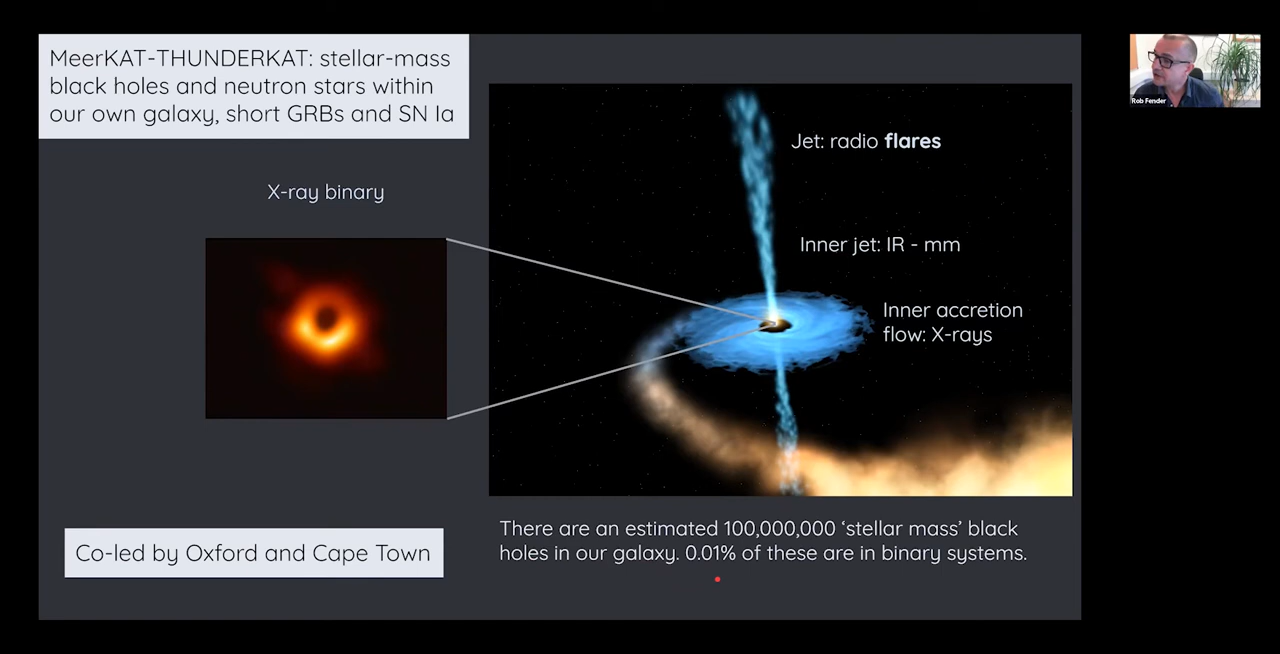 MeerKAT-THUNDERKAT: stellar-mass
black holes and neutron stars within
our own galaxy, short GRBs and SN Ia
X-ray binary
Jet: radio flares
Inner jet: IR - mm
Inner accretion
flow: X-rays
There are an estimated 100,000,000 ‘stellar mass’ black
holes in our galaxy. 0.01% of these are in binary systems.
Co-led by Oxford and Cape Town
Rob Fender